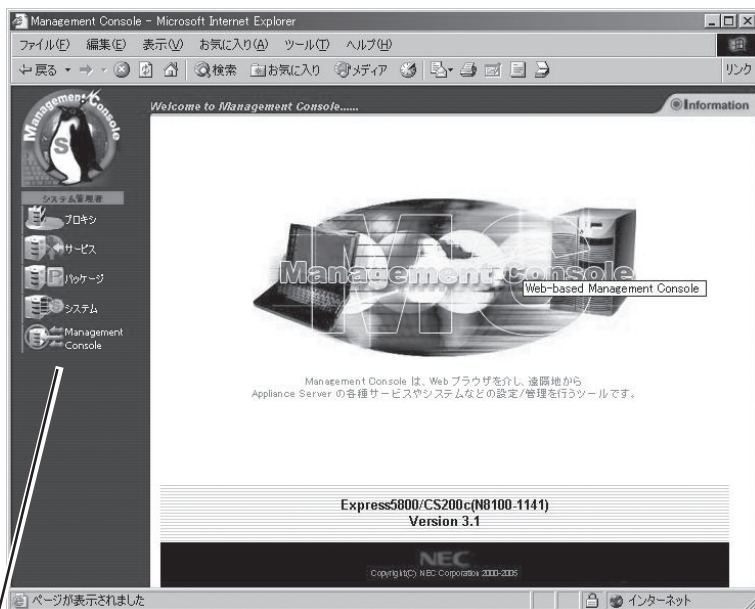 Management Console - Microsoft Internet Explorer
ファイル(F) 編集(E) 表示(V) お気に入り(A) ツール(T) ヘルプ(H)
戻る 検索 お気に入り メディア リンク
Management Console
S
Welcome to Management Console.....
Information
システム管理者
プロキシ
サービス
パッケージ
システム
Management
Console
MC
Management Console
Web-based Management Console
Management Console は、Web ブラウザを介し、遠隔地から
Appliance Server の各種サービスやシステムなどの設定/管理を行うツールです。
Express5800/CS200c(N8100-1141)
Version 3.1
NEC
Copyright(C) NEC Corporation 2000-2005
ページが表示されました インターネット